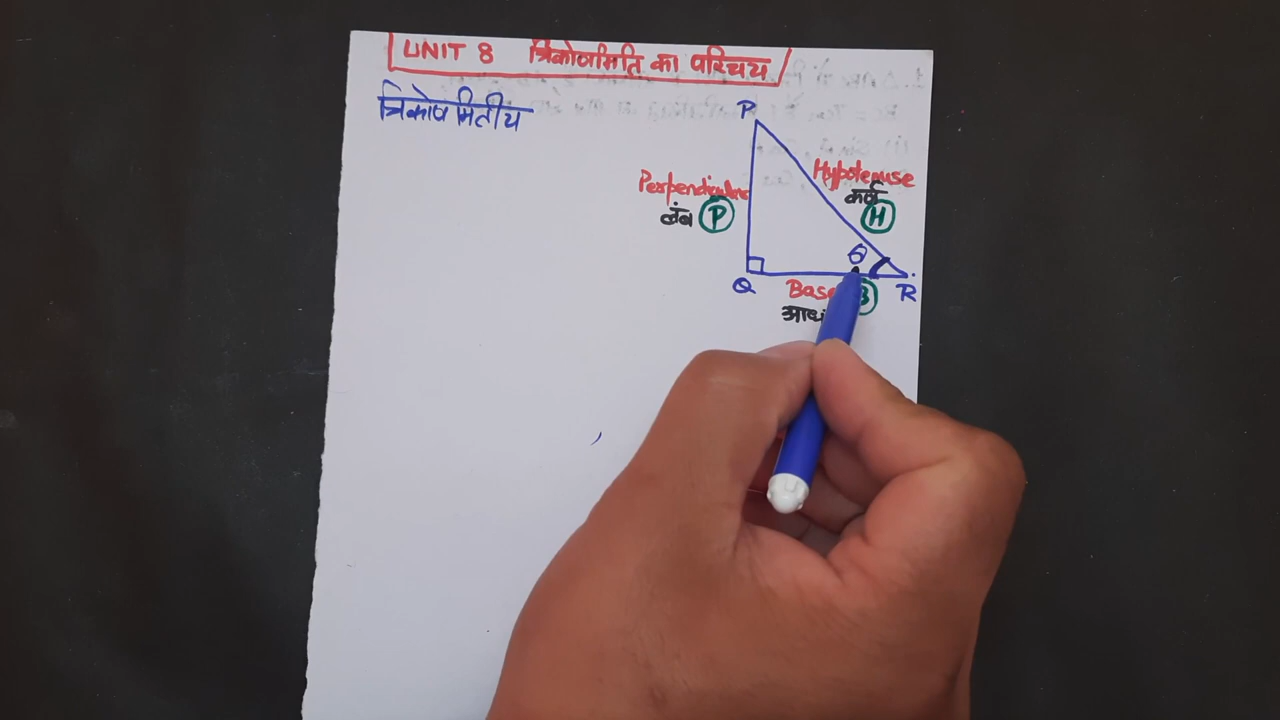 UNIT 8 त्रिकोणमिति का परिचय
त्रिकोणमितीय
P
Perpendicular
लंब P
Hypotenuse
कर्ण
H
θ
Q
Base
R